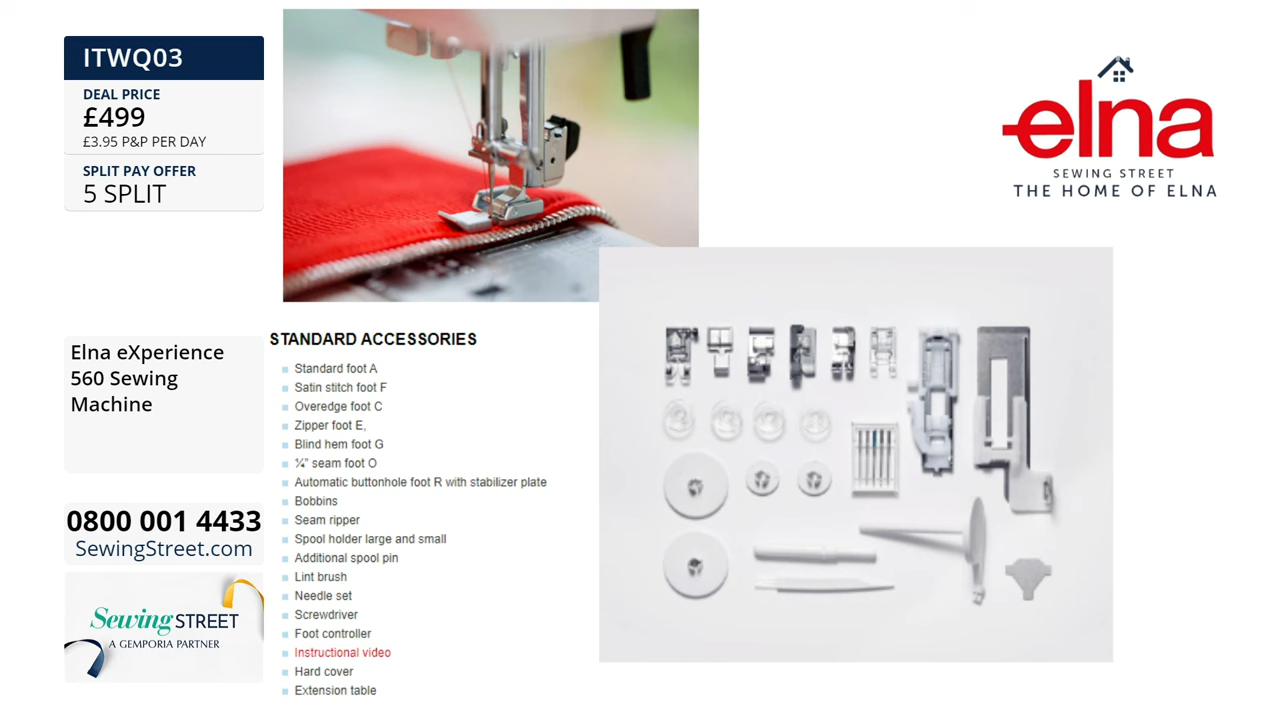 ITWQ03
DEAL PRICE
£499
£3.95 P&P PER DAY
SPLIT PAY OFFER
5 SPLIT
elna
SEWING STREET
THE HOME OF ELNA
Elna eXperience
560 Sewing
Machine
0800 001 4433
SewingStreet.com
Sewing STREET
A GEMPORIA PARTNER
STANDARD ACCESSORIES
Standard foot A
Satin stitch foot F
Overedge foot C
Zipper foot E,
Blind hem foot G
¼" seam foot O
Automatic buttonhole foot R with stabilizer plate
Bobbins
Seam ripper
Spool holder large and small
Additional spool pin
Lint brush
Needle set
Screwdriver
Foot controller
Instructional video
Hard cover
Extension table